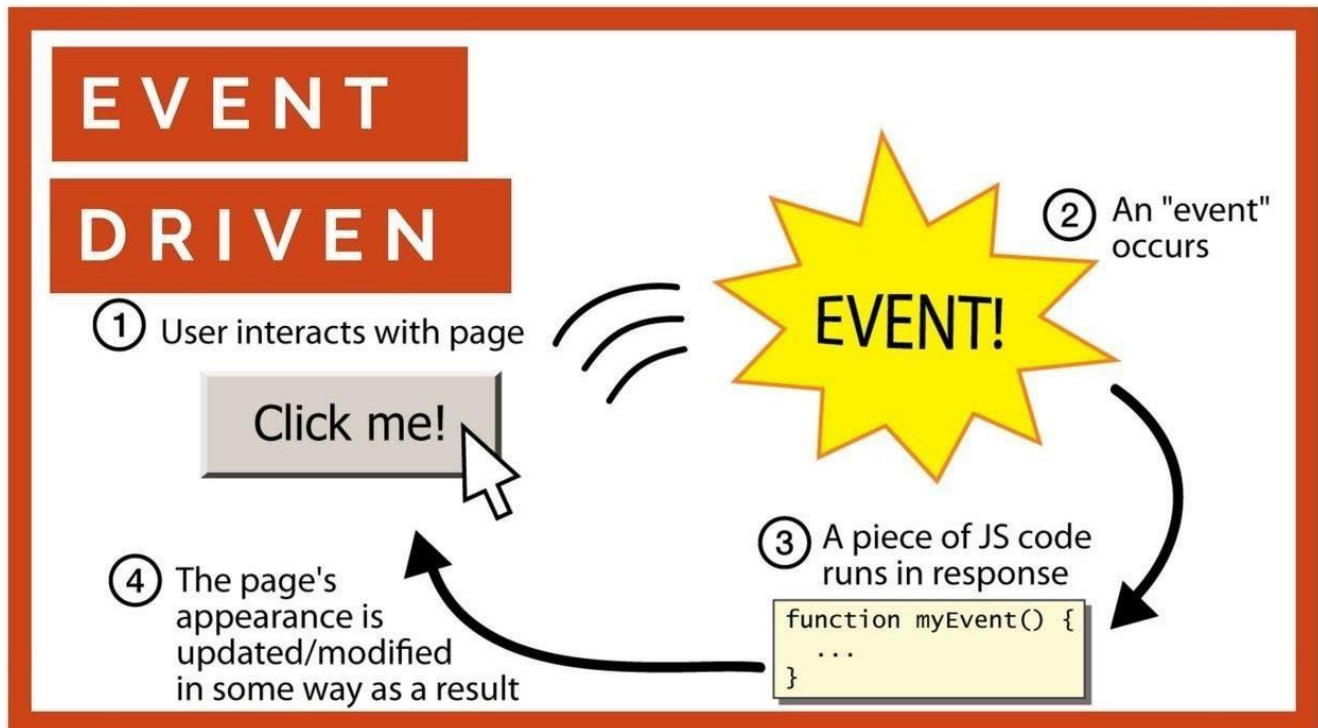 EVENT
DRIVEN
1 User interacts with page
Click me!
EVENT!
2 An "event"
occurs
3 A piece of JS code
runs in response
function myEvent() {
...
}
4 The page's
appearance is
updated/modified
in some way as a result